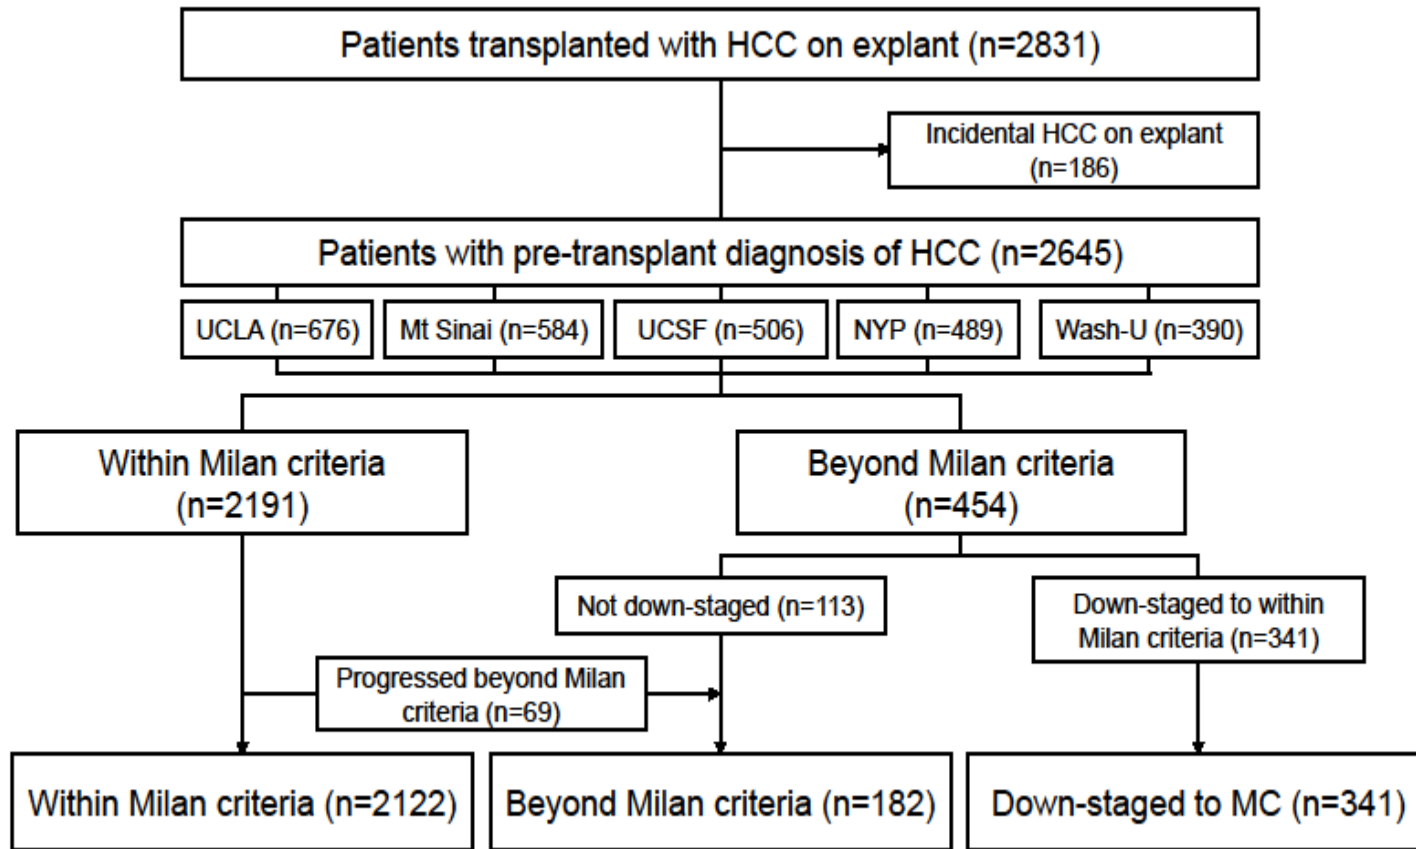 Patients transplanted with HCC on explant (n=2831)
Incidental HCC on explant
(n=186)
Patients with pre-transplant diagnosis of HCC (n=2645)
UCLA (n=676)
Mt Sinai (n=584)
UCSF (n=506)
NYP (n=489)
Wash-U (n=390)
Within Milan criteria
(n=2191)
Beyond Milan criteria
(n=454)
Not down-staged (n=113)
Down-staged to within
Milan criteria (n=341)
Progressed beyond Milan
criteria (n=69)
Within Milan criteria (n=2122)
Beyond Milan criteria (n=182)
Down-staged to MC (n=341)